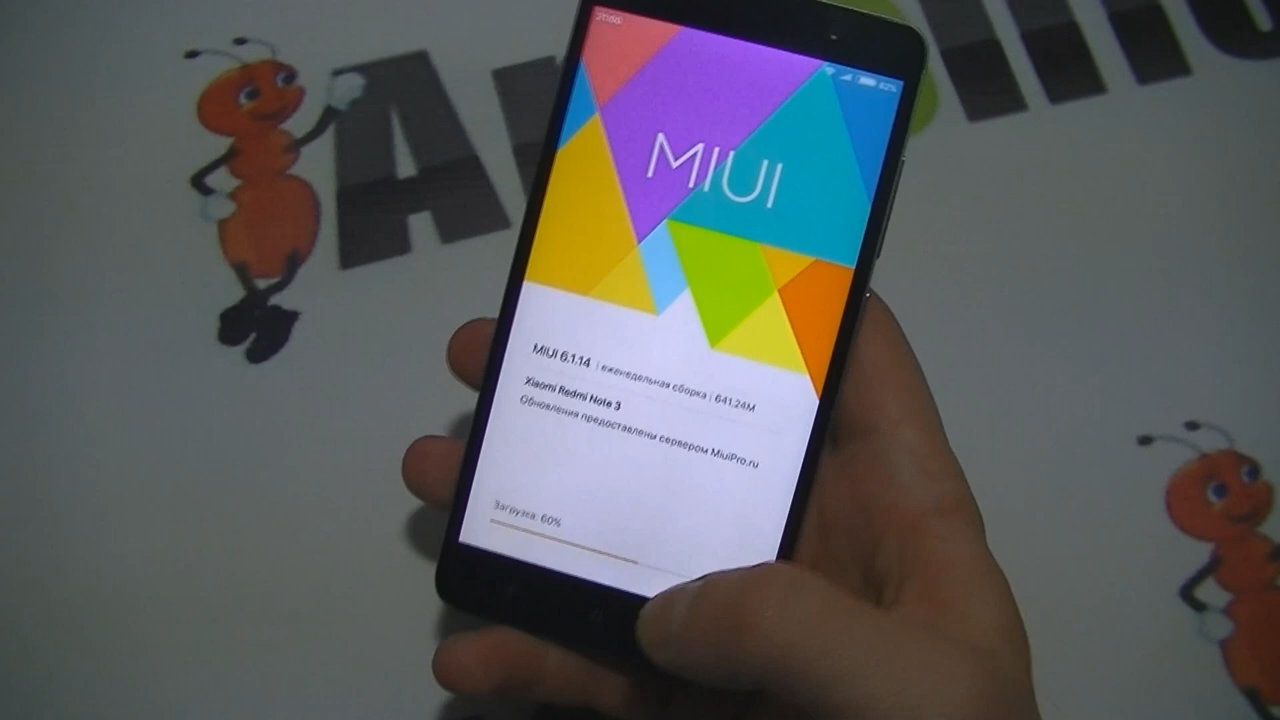 62%
MIUI
MIUI 6.1.14 | еженедельная сборка | 641,24M
Xiaomi Redmi Note 3
Обновления предоставлены сервером MiuiPro.ru
Загрузка: 60%